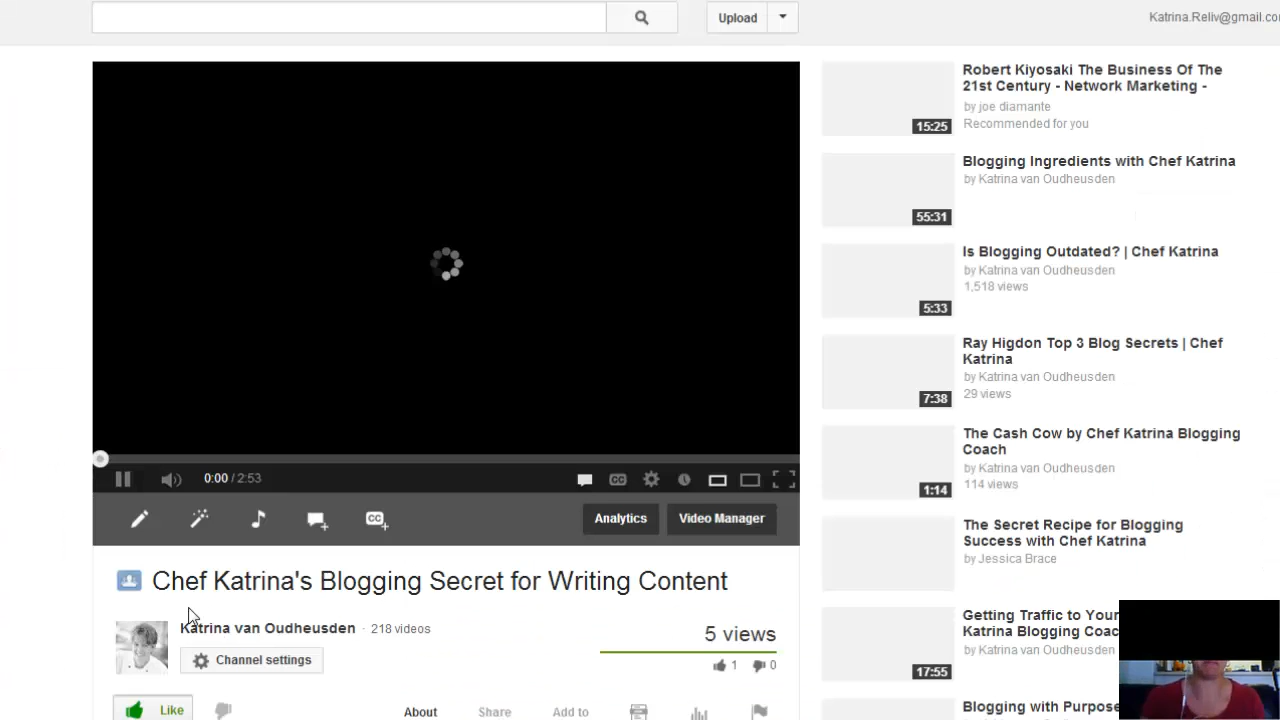 Upload
Katrina.Reliv@gmail.co
Robert Kiyosaki The Business Of The
21st Century - Network Marketing -
by joe diamante
Recommended for you
15:25
Blogging Ingredients with Chef Katrina
by Katrina van Oudheusden
55:31
Is Blogging Outdated? | Chef Katrina
by Katrina van Oudheusden
1,518 views
5:33
Ray Higdon Top 3 Blog Secrets | Chef
Katrina
by Katrina van Oudheusden
29 views
7:38
The Cash Cow by Chef Katrina Blogging
Coach
by Katrina van Oudheusden
114 views
1:14
The Secret Recipe for Blogging
Success with Chef Katrina
by Jessica Brace
Getting Traffic to Your
Katrina Blogging Coac
by Katrina van Oudheusden
17:55
Blogging with Purpose
0:00 / 2:53
CC
CC
Analytics
Video Manager
Chef Katrina's Blogging Secret for Writing Content
Katrina van Oudheusden · 218 videos
Channel settings
5 views
1
0
Like
About
Share
Add to